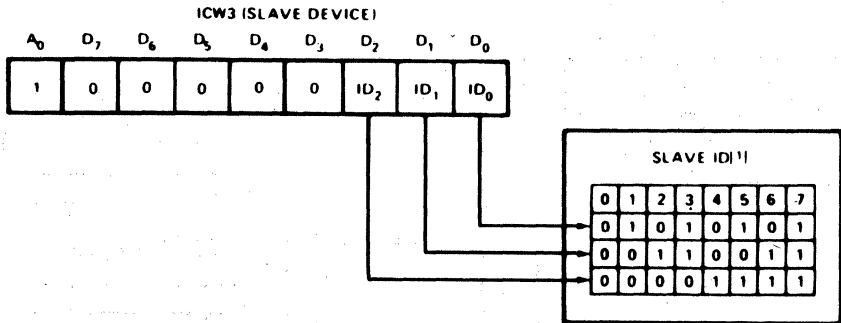 ICW3 (SLAVE DEVICE)
A0 D7 D6 D5 D4 D3 D2 D1 D0
1 0 0 0 0 0 ID2 ID1 ID0
SLAVE ID[1]
0 1 2 3 4 5 6 7
0 1 0 1 0 1 0 1
0 0 1 1 0 0 1 1
0 0 0 0 1 1 1 1